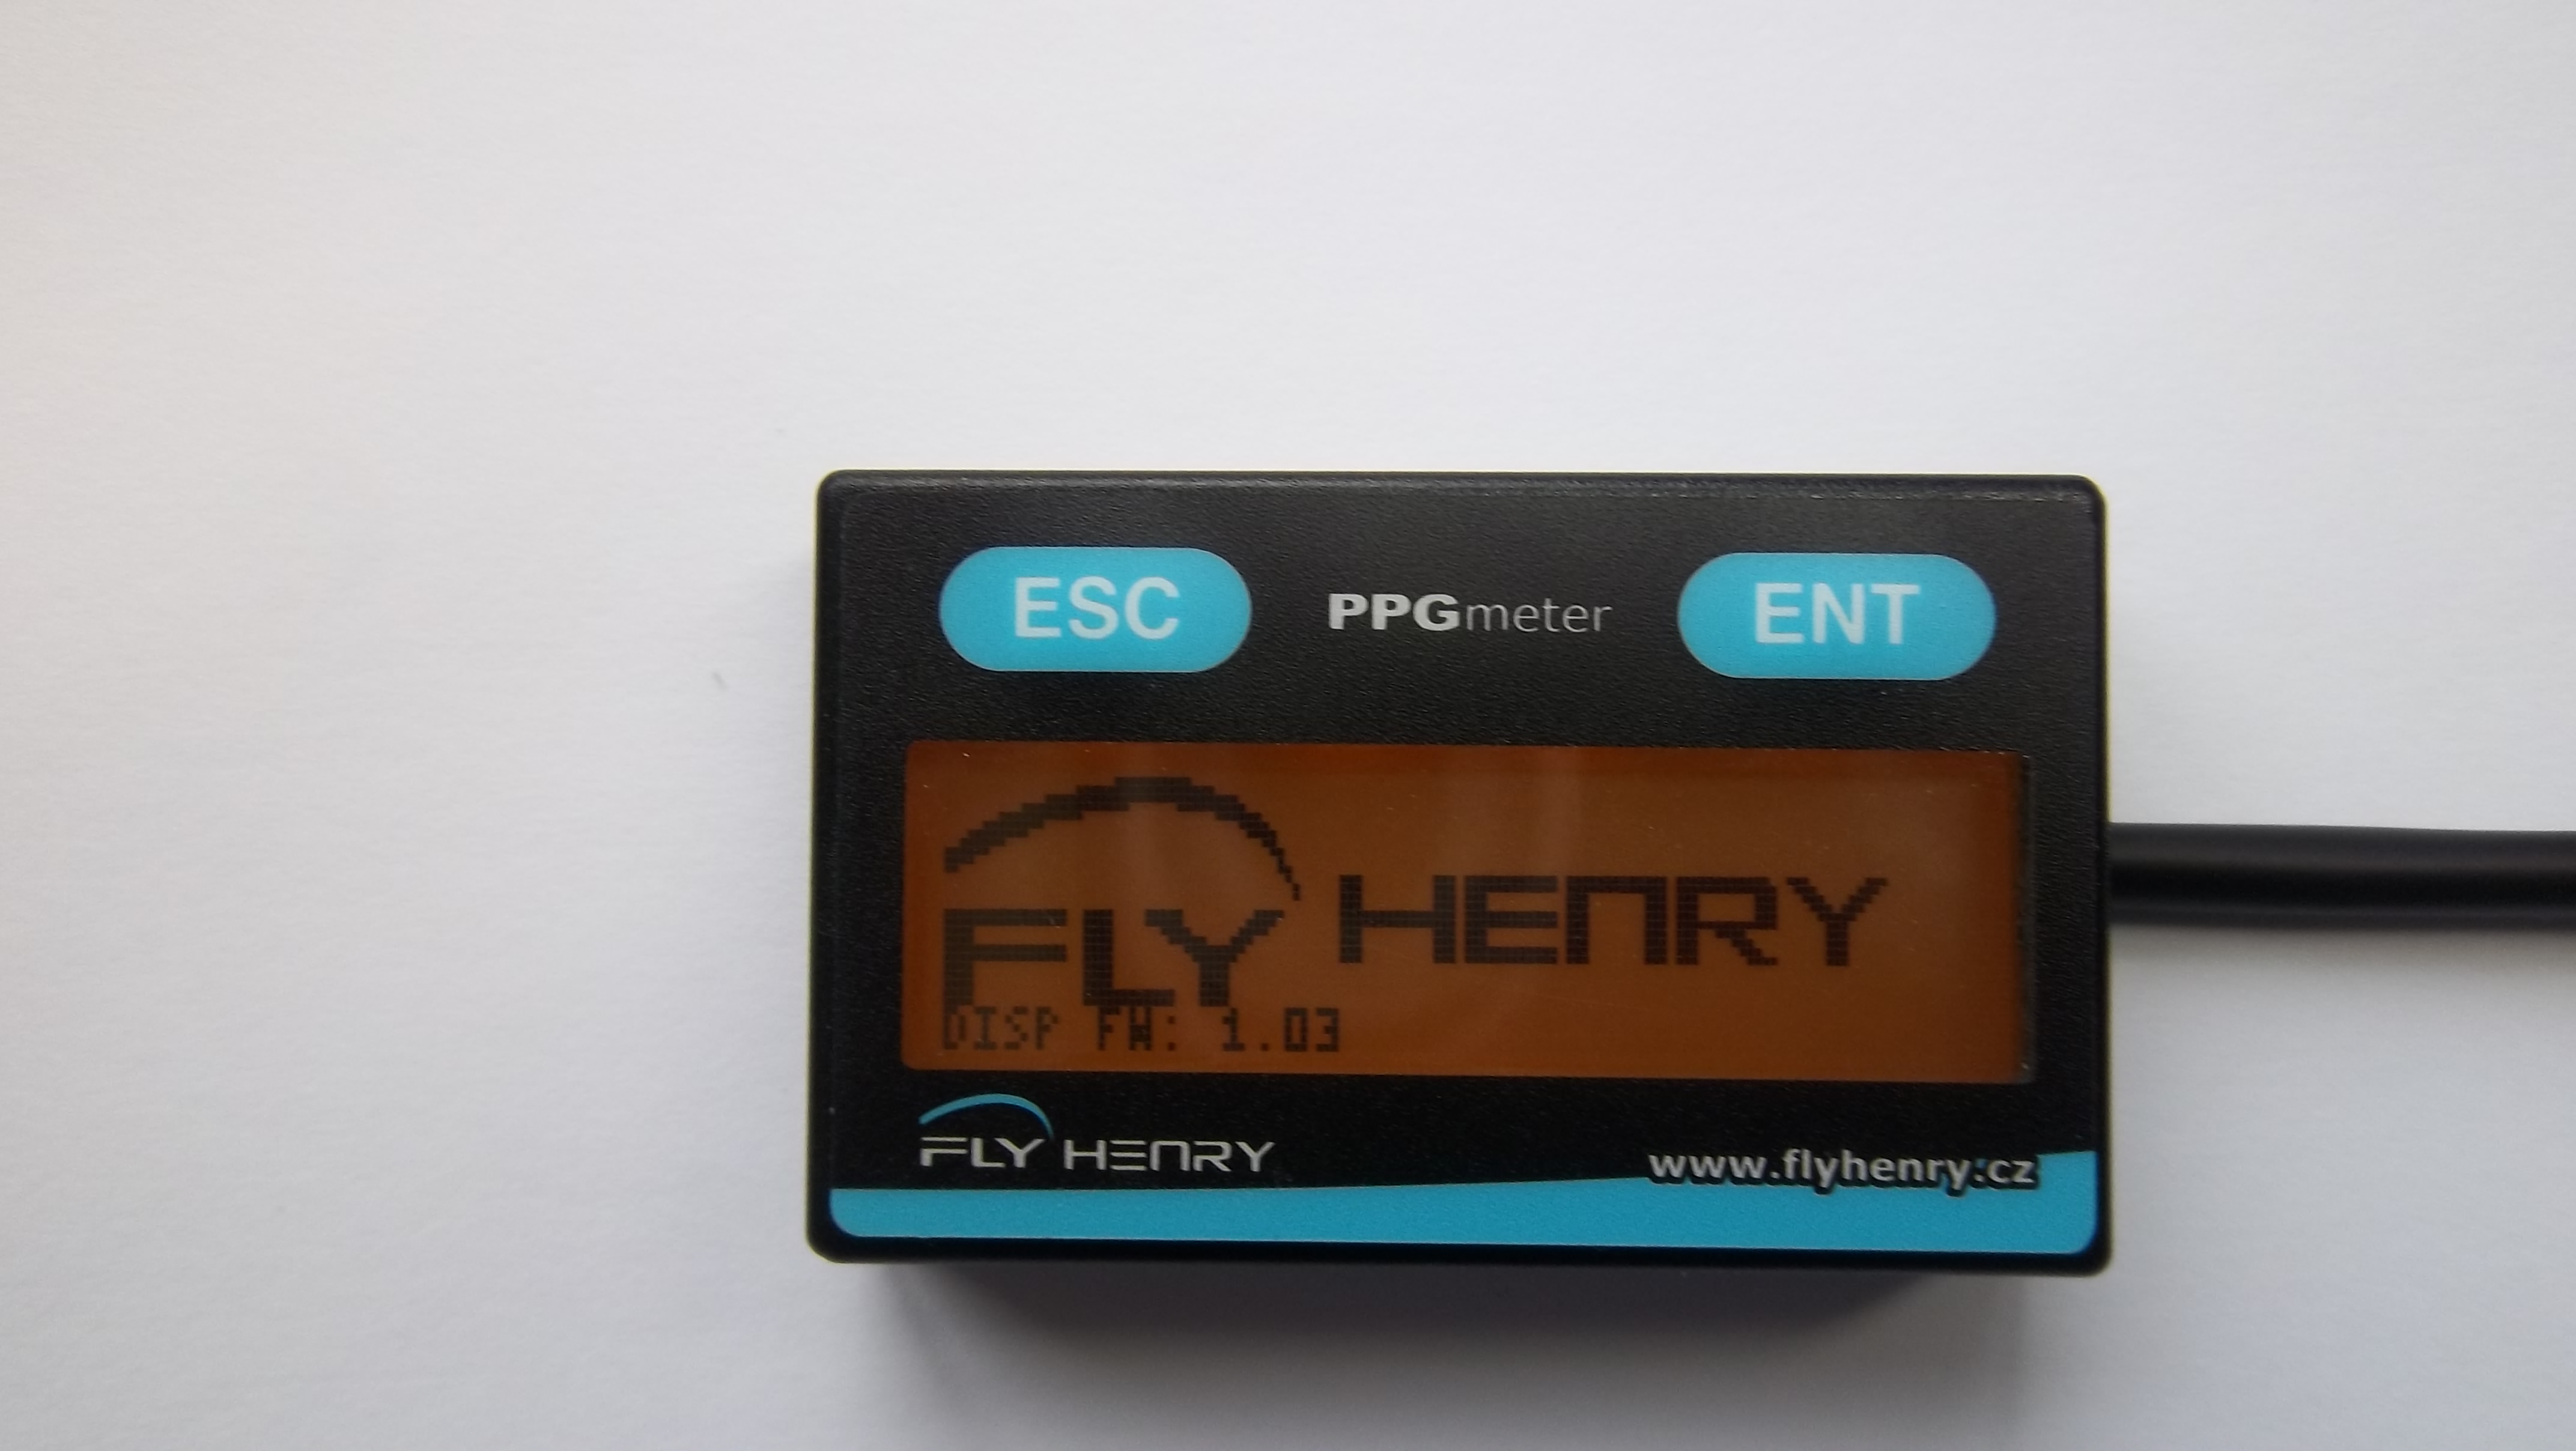 ESC PPGmeter ENT
FLY HENRY
DISP FW: 1.03
FLY HENRY
www.flyhenry.cz